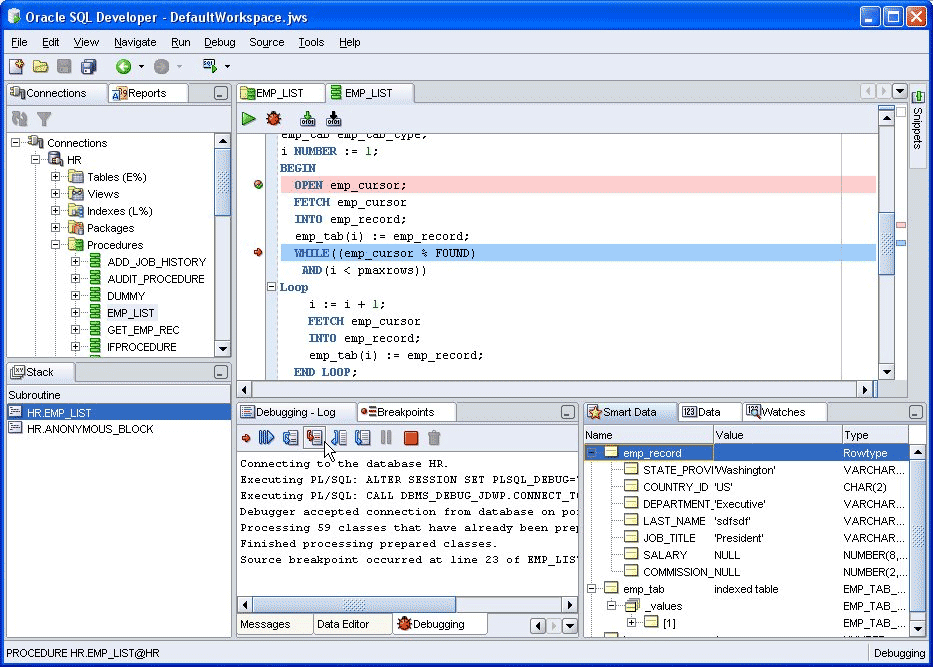 Oracle SQL Developer - DefaultWorkspace.jws
File Edit View Navigate Run Debug Source Tools Help
Connections
Reports
Connections
HR
Tables (E%)
Views
Indexes (L%)
Packages
Procedures
ADD_JOB_HISTORY
AUDIT_PROCEDURE
DUMMY
EMP_LIST
GET_EMP_REC
IFPROCEDURE
EMP_LIST
EMP_LIST
emp_tab emp_tab_type;
i NUMBER := 1;
BEGIN
OPEN emp_cursor;
FETCH emp_cursor
INTO emp_record;
emp_tab(i) := emp_record;
WHILE((emp_cursor % FOUND)
AND(i < pmaxrows))
Loop
i := i + 1;
FETCH emp_cursor
INTO emp_record;
emp_tab(i) := emp_record;
END LOOP;
Snippets
Stack
Subroutine
HR.EMP_LIST
HR.ANONYMOUS_BLOCK
Debugging - Log
Breakpoints
Connecting to the database HR.
Executing PL/SQL: ALTER SESSION SET PLSQL_DEBUG=
Executing PL/SQL: CALL DBMS_DEBUG_JDWP.CONNECT_
Debugger accepted connection from database on po
Processing 59 classes that have already been prep
Finished processing prepared classes.
Source breakpoint occurred at line 23 of EMP_LIS
Messages
Data Editor
Debugging
Smart Data
Data
Watches
Name Value Type
emp_record Rowtype
STATE_PROVI 'Washington' VARCHAR...
COUNTRY_ID 'US' CHAR(2)
DEPARTMENT_ 'Executive' VARCHAR...
LAST_NAME 'sdfsdf' VARCHAR...
JOB_TITLE 'President' VARCHAR...
SALARY NULL NUMBER(8,...
COMMISSION_ NULL NUMBER(2,...
emp_tab indexed table EMP_TAB_...
_values EMP_TAB_...
[1] EMP_TAB_...
PROCEDURE HR.EMP_LIST@HR
Debugging